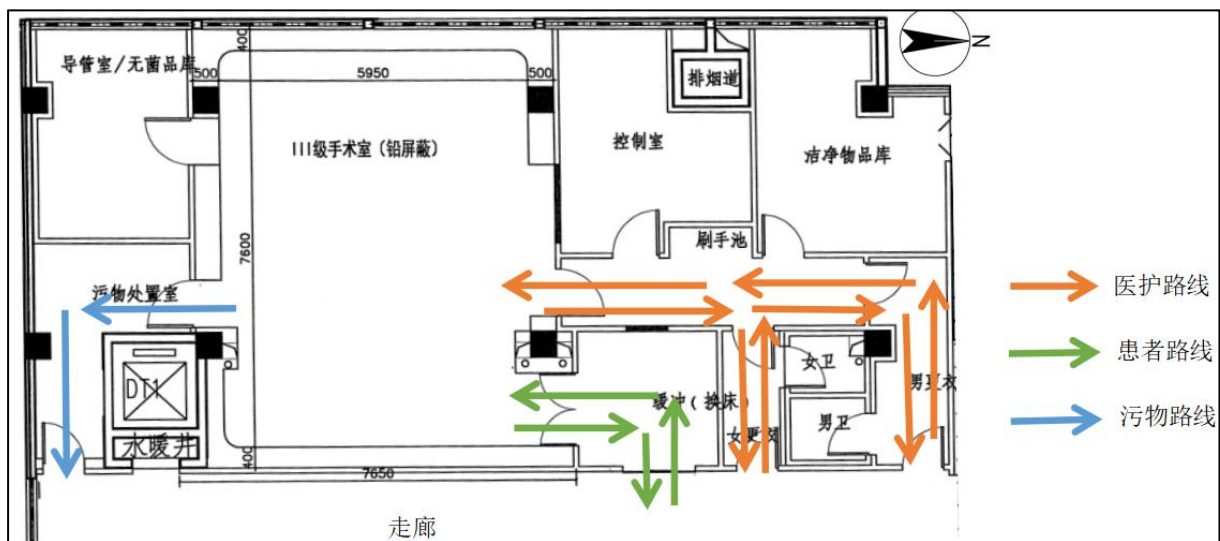 N
导管室/无菌品库
400
500
5950
500
排烟道
III级手术室(铅屏蔽)
控制室
洁净物品库
7600
刷手池
污物处置室
医护路线
DT1
女卫
患者路线
男更衣
缓冲(换床)
男卫
女更衣
污物路线
水暖井
400
7650
走廊